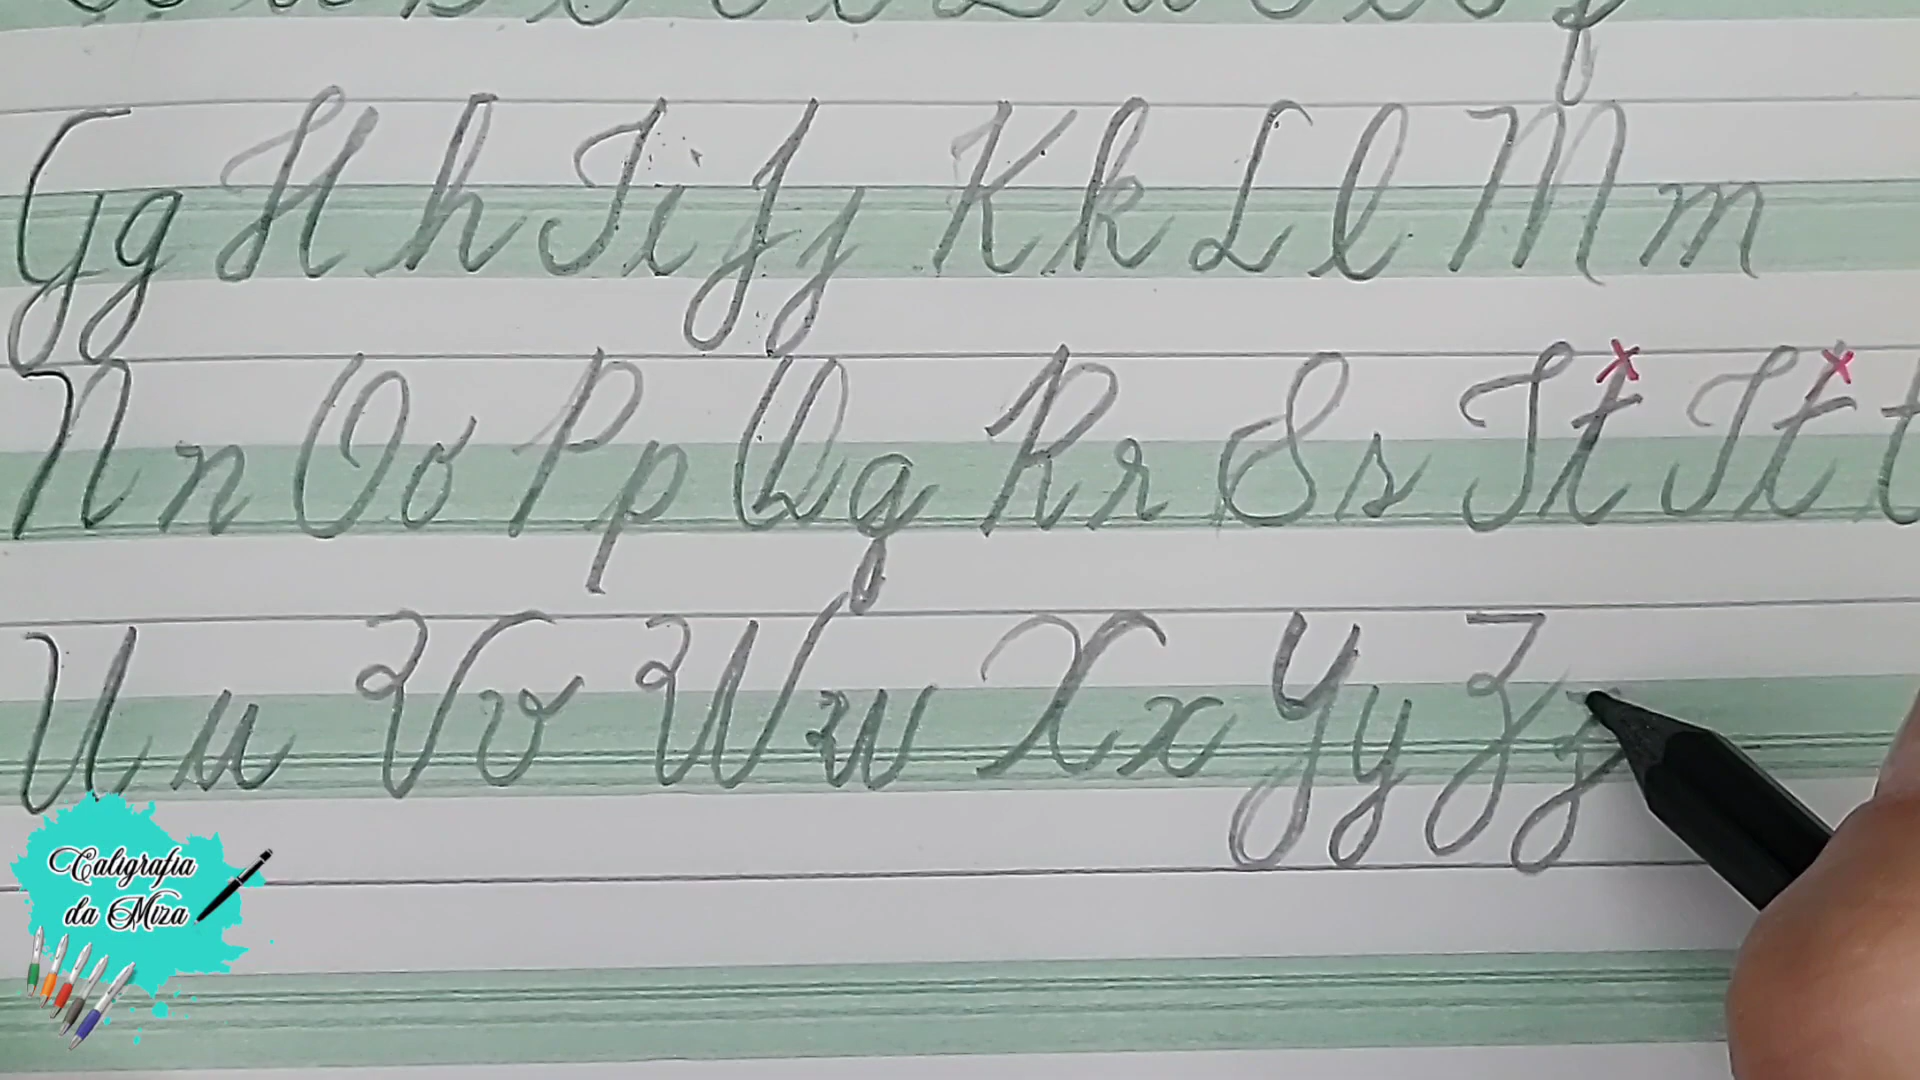 Gg Hh Ii Jj Kk Ll Mm
Nn Oo Pp Qq Rr Ss Tt Tt t
Uu Vv Ww Xx Yy Zz
Caligrafia
da Miza